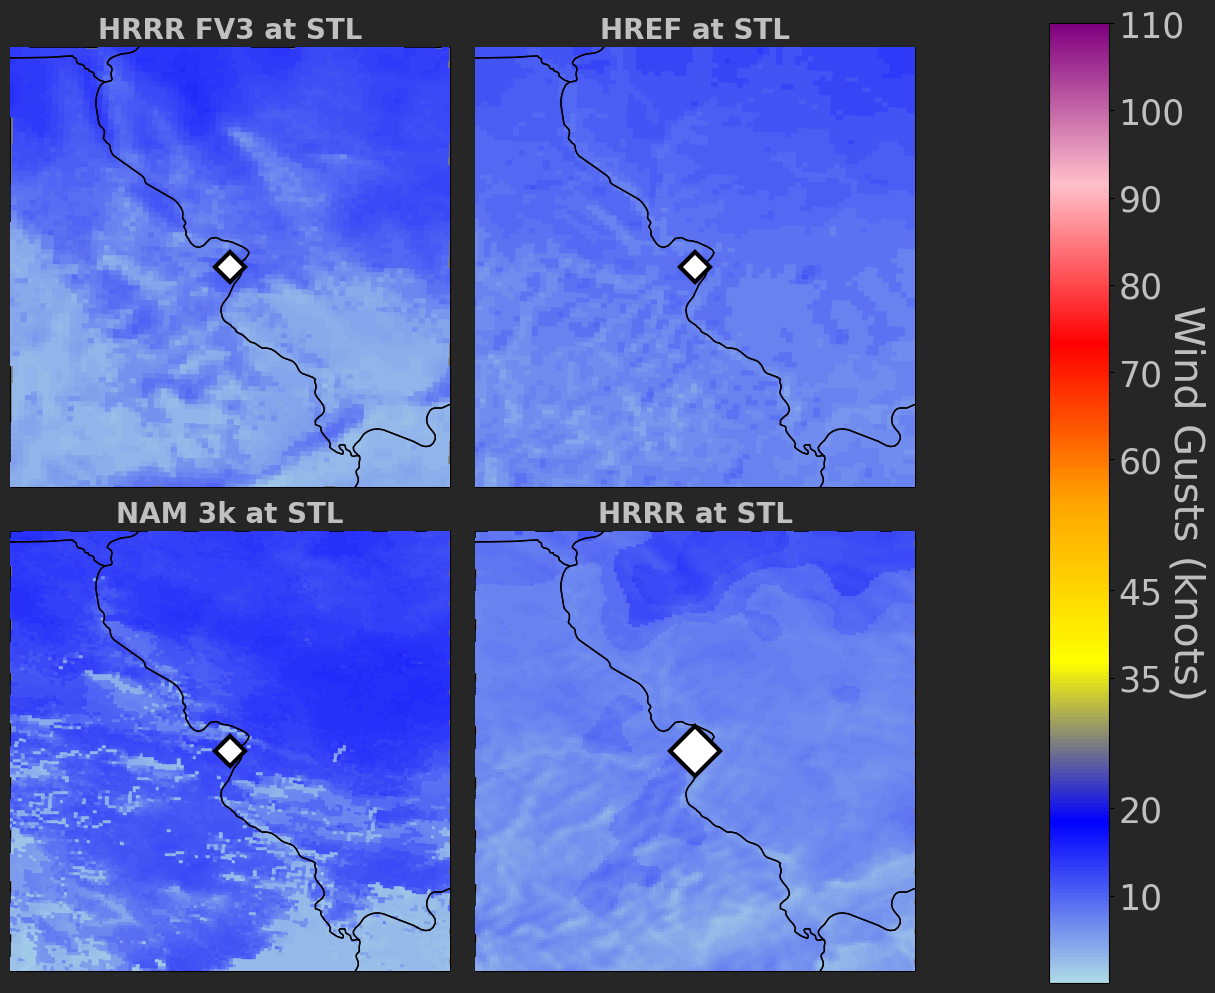 HRRR FV3 at STL
HREF at STL
NAM 3k at STL
HRRR at STL
110
100
90
80
70
60
45
35
20
10
Wind Gusts (knots)